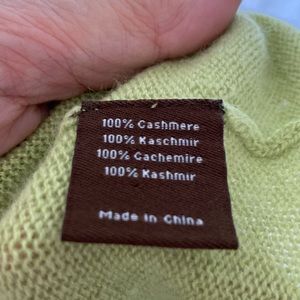 100% Cashmere
100% Kaschmir
100% Cachemire
100% Kashmir
Made in China